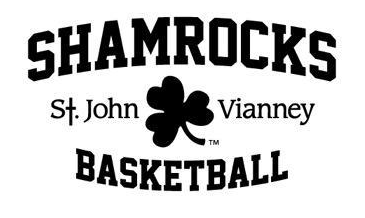 SHAMROCKS
St. John Vianney
™
BASKETBALL